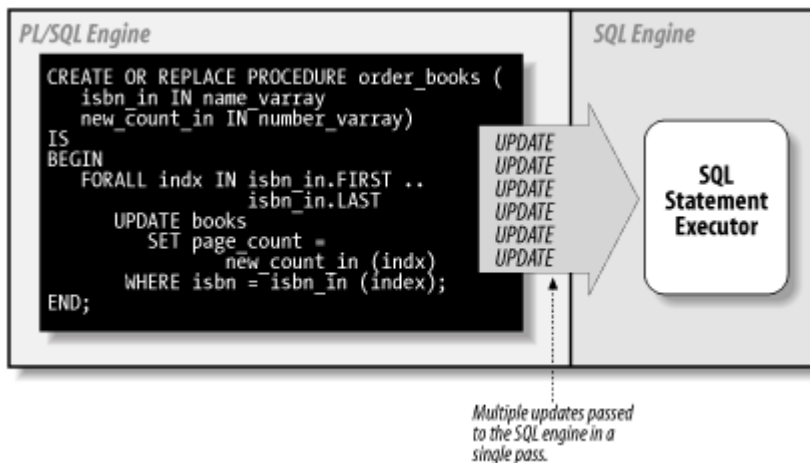 PL/SQL Engine
SQL Engine
CREATE OR REPLACE PROCEDURE order_books (
isbn_in IN name_varray
new_count_in IN number_varray)
IS
BEGIN
FORALL indx IN isbn_in.FIRST ..
isbn_in.LAST
UPDATE books
SET page_count =
new_count_in (indx)
WHERE isbn = isbn_in (index);
END;
UPDATE
UPDATE
UPDATE
UPDATE
UPDATE
UPDATE
SQL
Statement
Executor
Multiple updates passed
to the SQL engine in a
single pass.